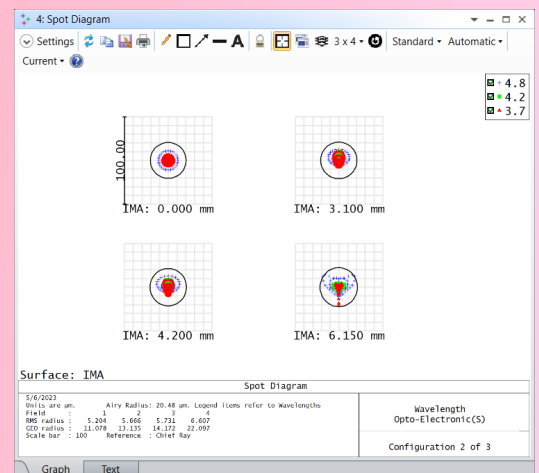 4: Spot Diagram
Settings 3 x 4 Standard Automatic
Current
4.8
4.2
3.7
100.00
IMA: 0.000 mm
IMA: 3.100 mm
IMA: 4.200 mm
IMA: 6.150 mm
Surface: IMA
Spot Diagram
5/6/2023
Units are µm. Airy Radius: 20.48 µm. Legend items refer to Wavelengths
Field : 1 2 3 4
RMS radius : 5.204 5.666 5.731 6.607
GEO radius : 11.078 13.135 14.172 22.097
Scale bar : 100 Reference : Chief Ray
Wavelength
Opto-Electronic(S)
Configuration 2 of 3
Graph Text